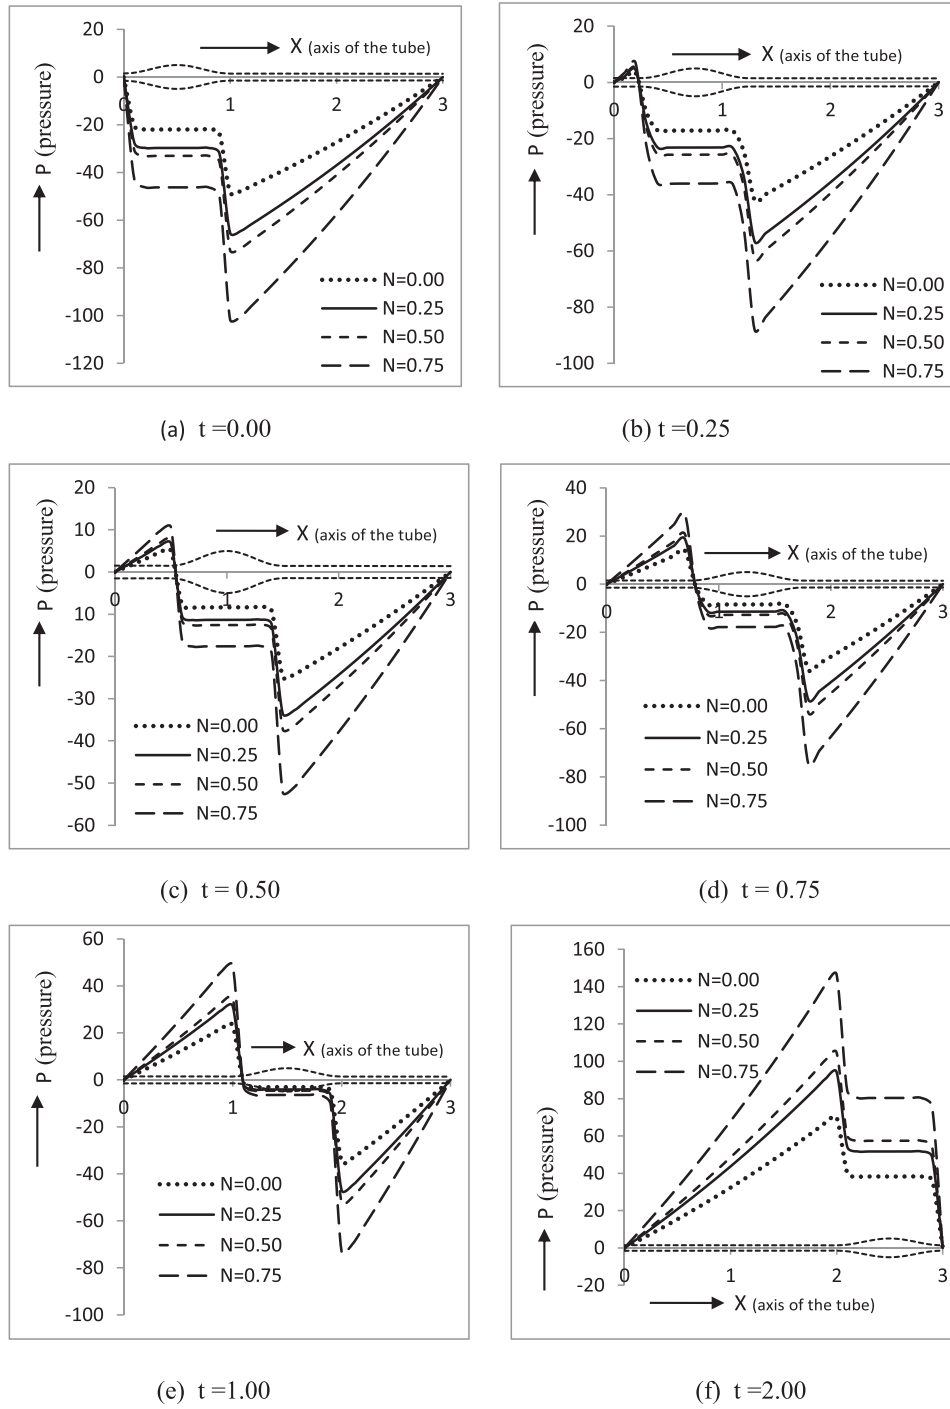 20
0
-20
-40
-60
-80
-100
-120
P (pressure)
X (axis of the tube)
0 1 2 3
N=0.00
N=0.25
N=0.50
N=0.75
(a) t =0.00
20
0
-20
-40
-60
-80
-100
P (pressure)
X (axis of the tube)
0 1 2 3
N=0.00
N=0.25
N=0.50
N=0.75
(b) t =0.25
20
10
0
-10
-20
-30
-40
-50
-60
P (pressure)
X (axis of the tube)
0 1 2 3
N=0.00
N=0.25
N=0.50
N=0.75
(c) t = 0.50
40
20
0
-20
-40
-60
-80
-100
P (pressure)
X (axis of the tube)
0 1 2 3
N=0.00
N=0.25
N=0.50
N=0.75
(d) t = 0.75
60
40
20
0
-20
-40
-60
-80
-100
P (pressure)
X (axis of the tube)
0 1 2 3
N=0.00
N=0.25
N=0.50
N=0.75
(e) t =1.00
160
140
120
100
80
60
40
20
0
-20
P (pressure)
N=0.00
N=0.25
N=0.50
N=0.75
0 1 2 3
X (axis of the tube)
(f) t =2.00